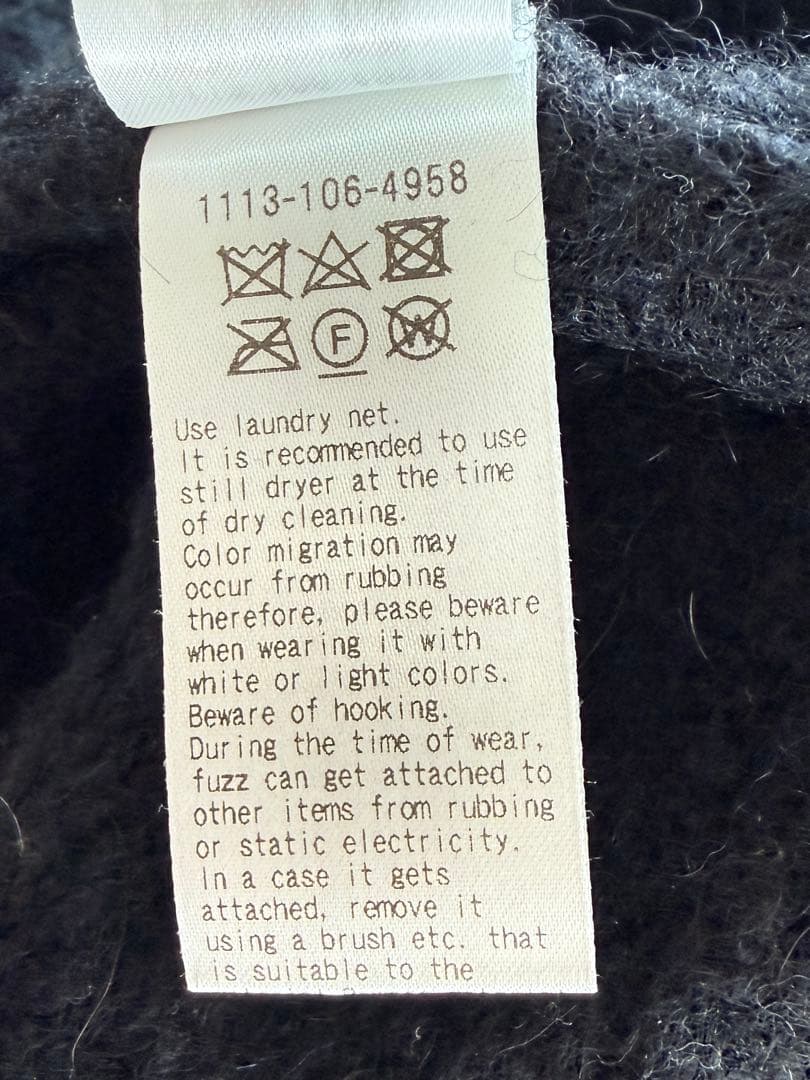 1113-106-4958
F W
Use laundry net.
It is recommended to use
still dryer at the time
of dry cleaning.
Color migration may
occur from rubbing
therefore, please beware
when wearing it with
white or light colors.
Beware of hooking.
During the time of wear,
fuzz can get attached to
other items from rubbing
or static electricity.
In a case it gets
attached, remove it
using a brush etc. that
is suitable to the